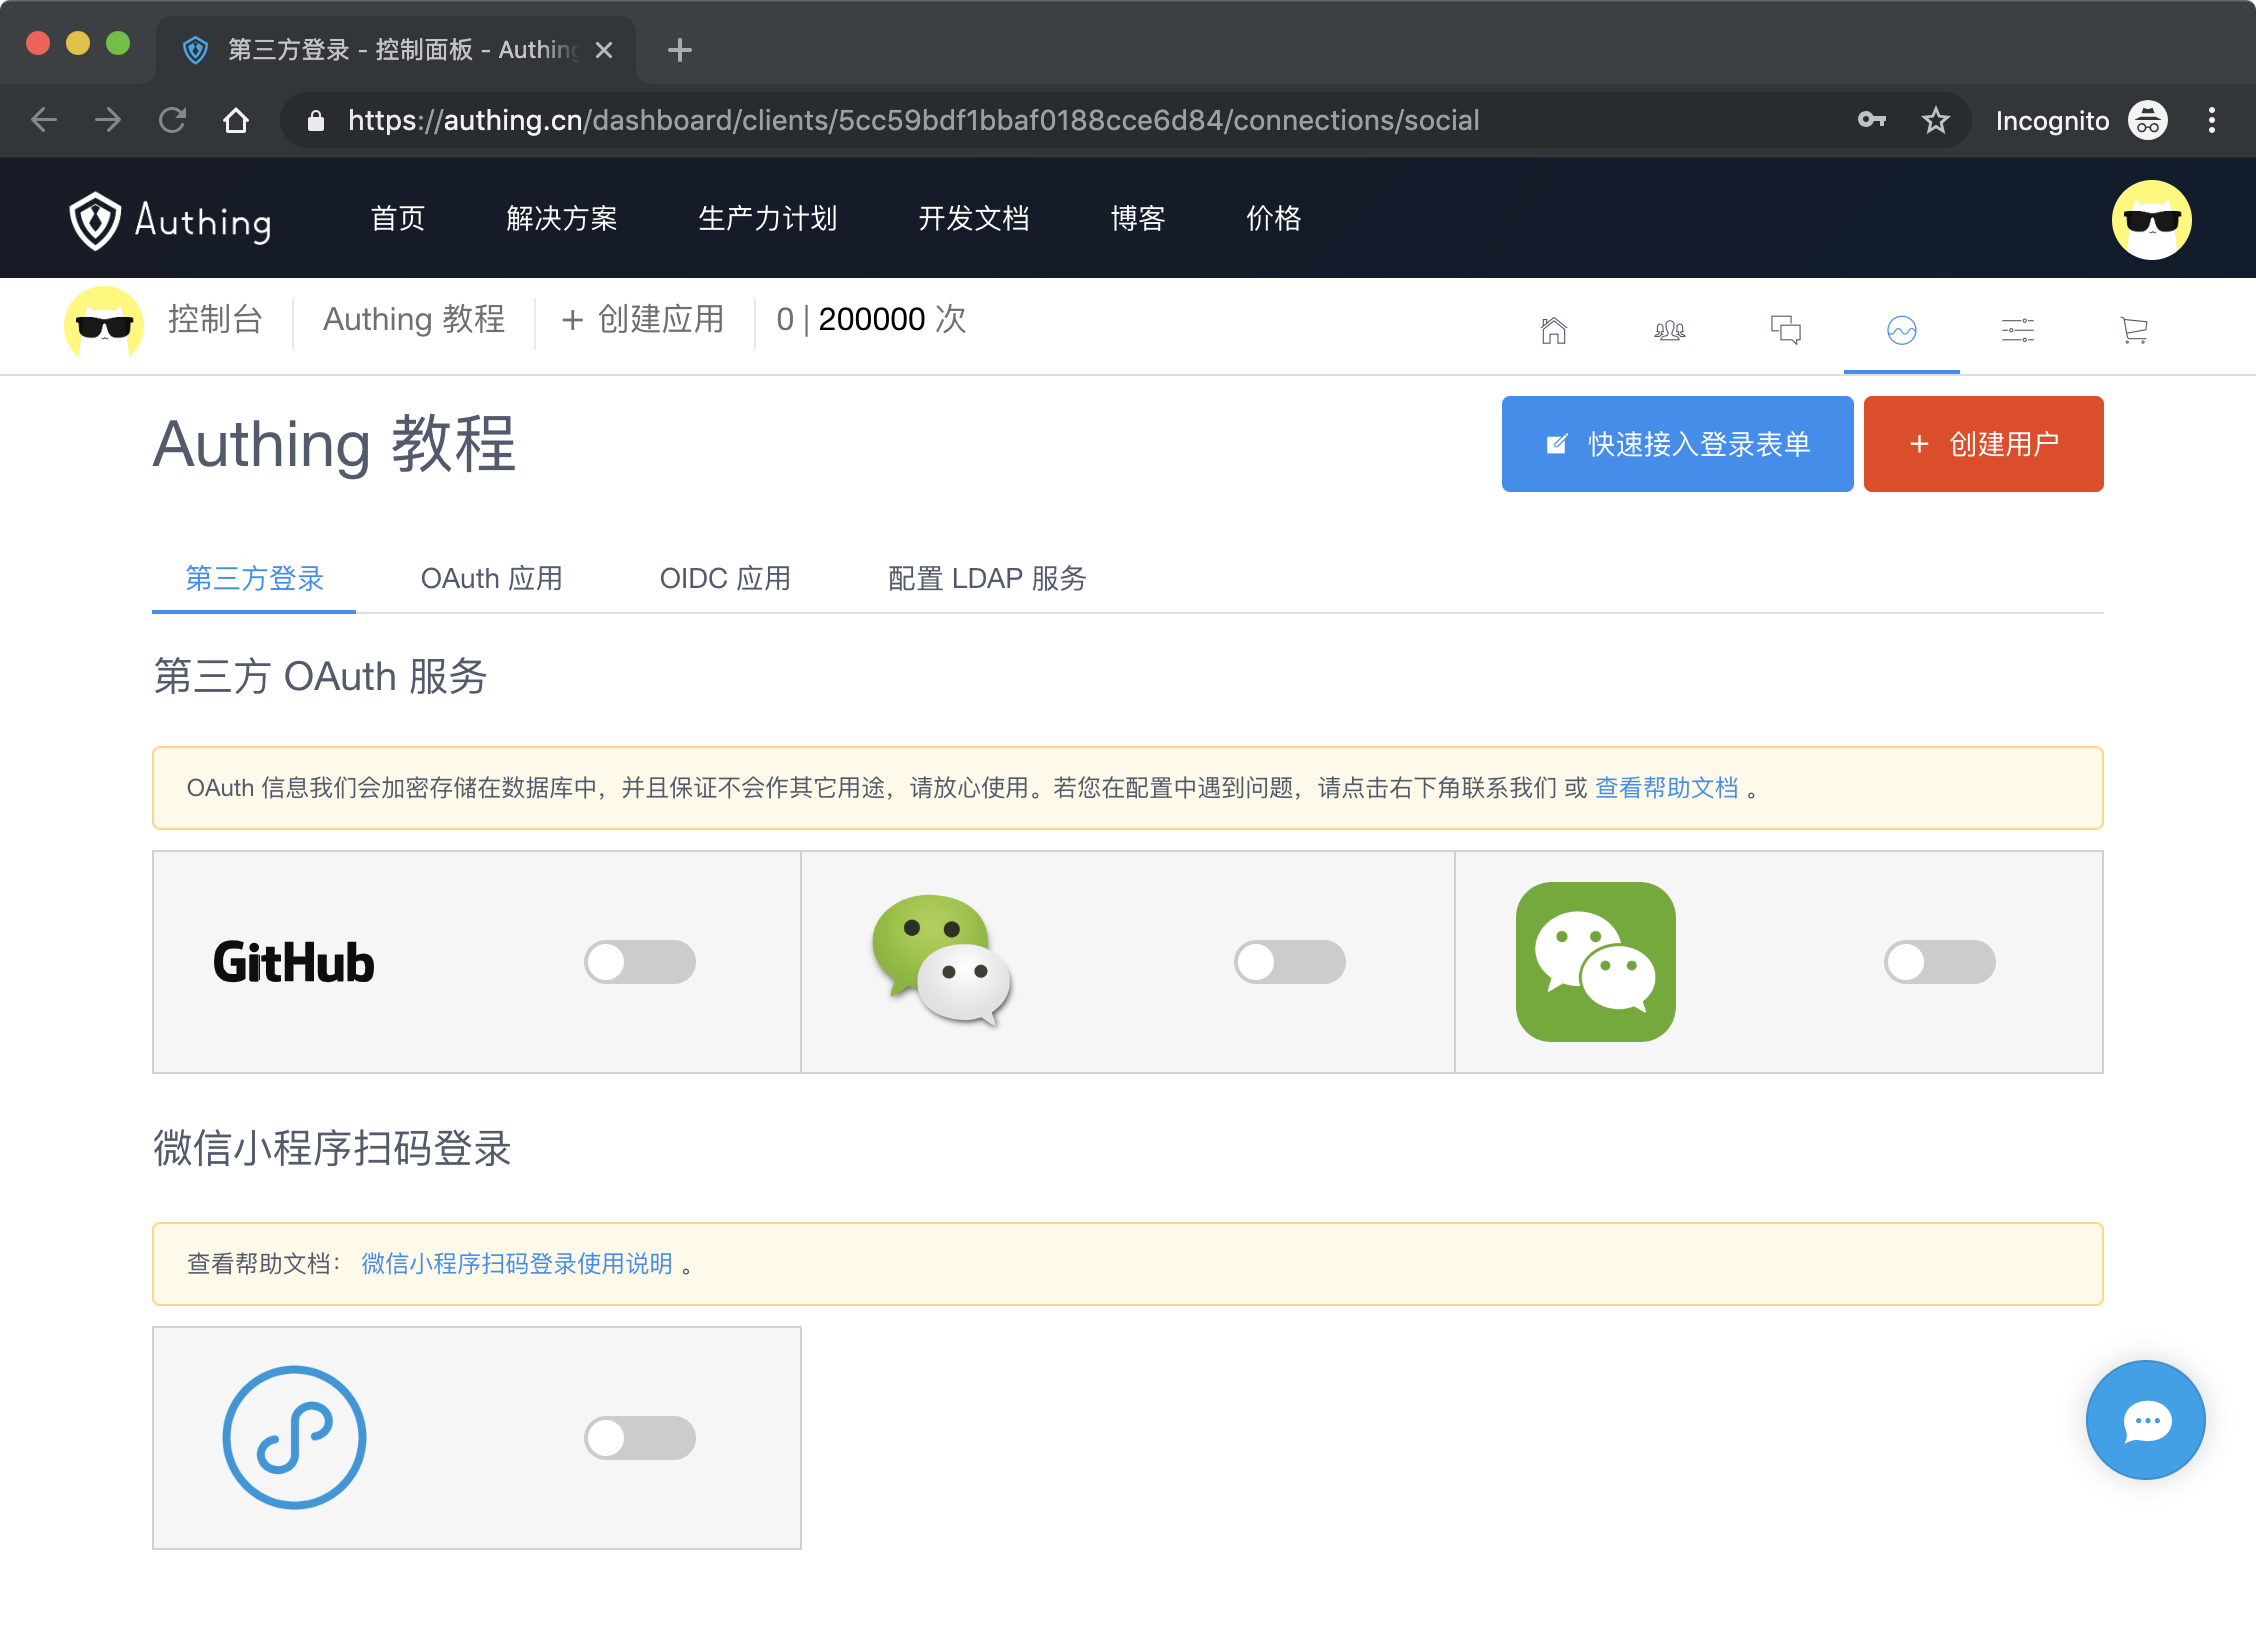 第三方登录 - 控制面板 - Authing
https://authing.cn/dashboard/clients/5cc59bdf1bbaf0188cce6d84/connections/social
Incognito
Authing 首页 解决方案 生产力计划 开发文档 博客 价格
控制台 Authing 教程 + 创建应用 0 | 200000 次
Authing 教程
快速接入登录表单 + 创建用户
第三方登录 OAuth 应用 OIDC 应用 配置 LDAP 服务
第三方 OAuth 服务
OAuth 信息我们会加密存储在数据库中，并且保证不会作其它用途，请放心使用。若您在配置中遇到问题，请点击右下角联系我们 或 查看帮助文档 。
GitHub
微信小程序扫码登录
查看帮助文档： 微信小程序扫码登录使用说明 。